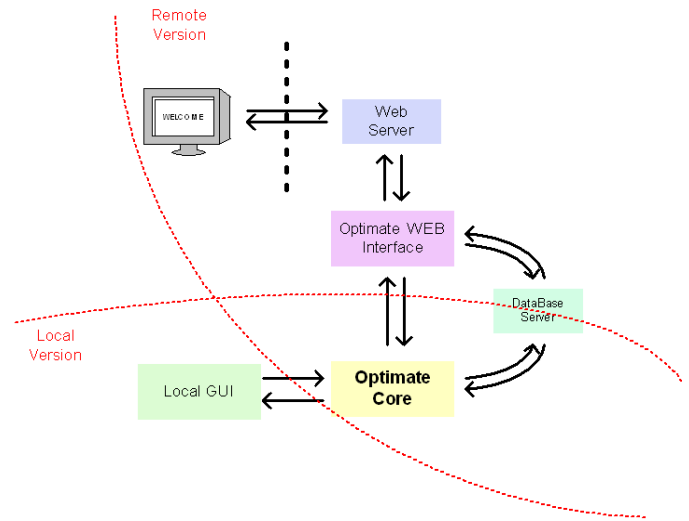 Remote
Version
WELCOME
Web
Server
Optimate WEB
Interface
DataBase
Server
Local
Version
Local GUI
Optimate
Core